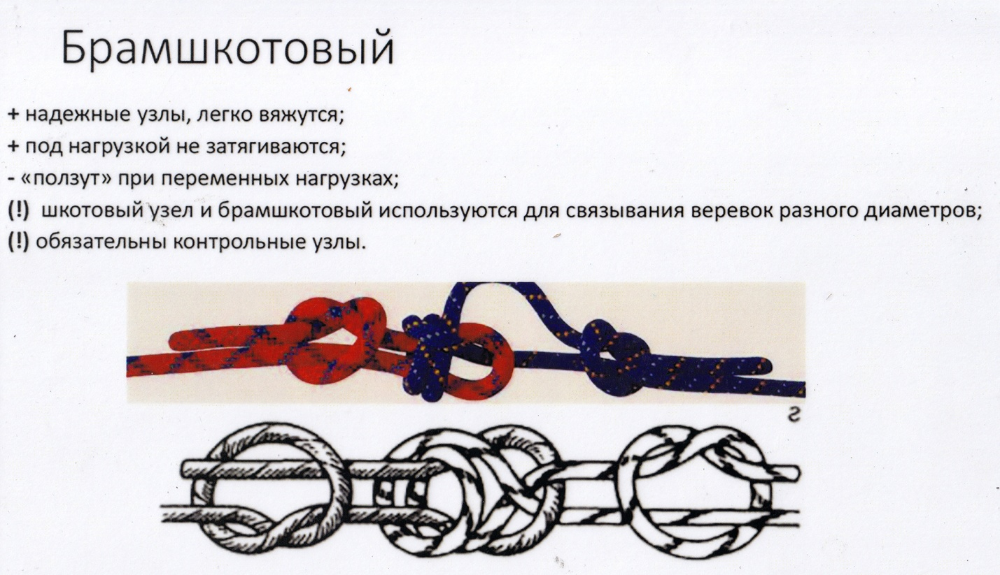 Брамшкотовый
+ надежные узлы, легко вяжутся;
+ под нагрузкой не затягиваются;
- «ползут» при переменных нагрузках;
(!) шкотовый узел и брамшкотовый используются для связывания веревок разного диаметров;
(!) обязательны контрольные узлы.
г